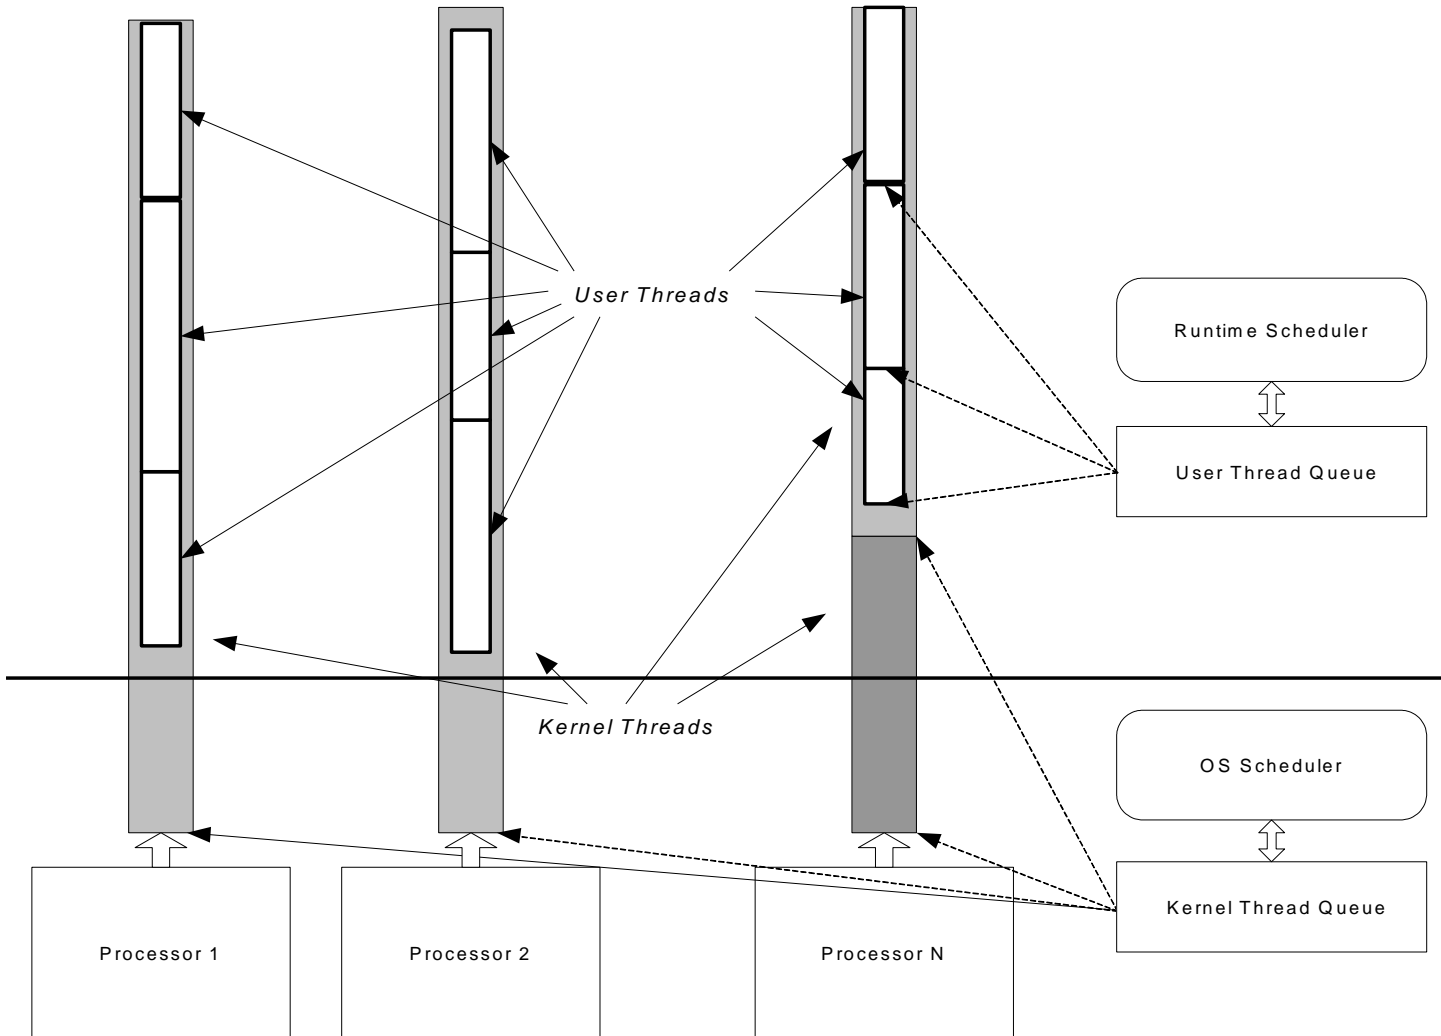 User Threads
Runtime Scheduler
User Thread Queue
Kernel Threads
OS Scheduler
Kernel Thread Queue
Processor 1
Processor 2
Processor N